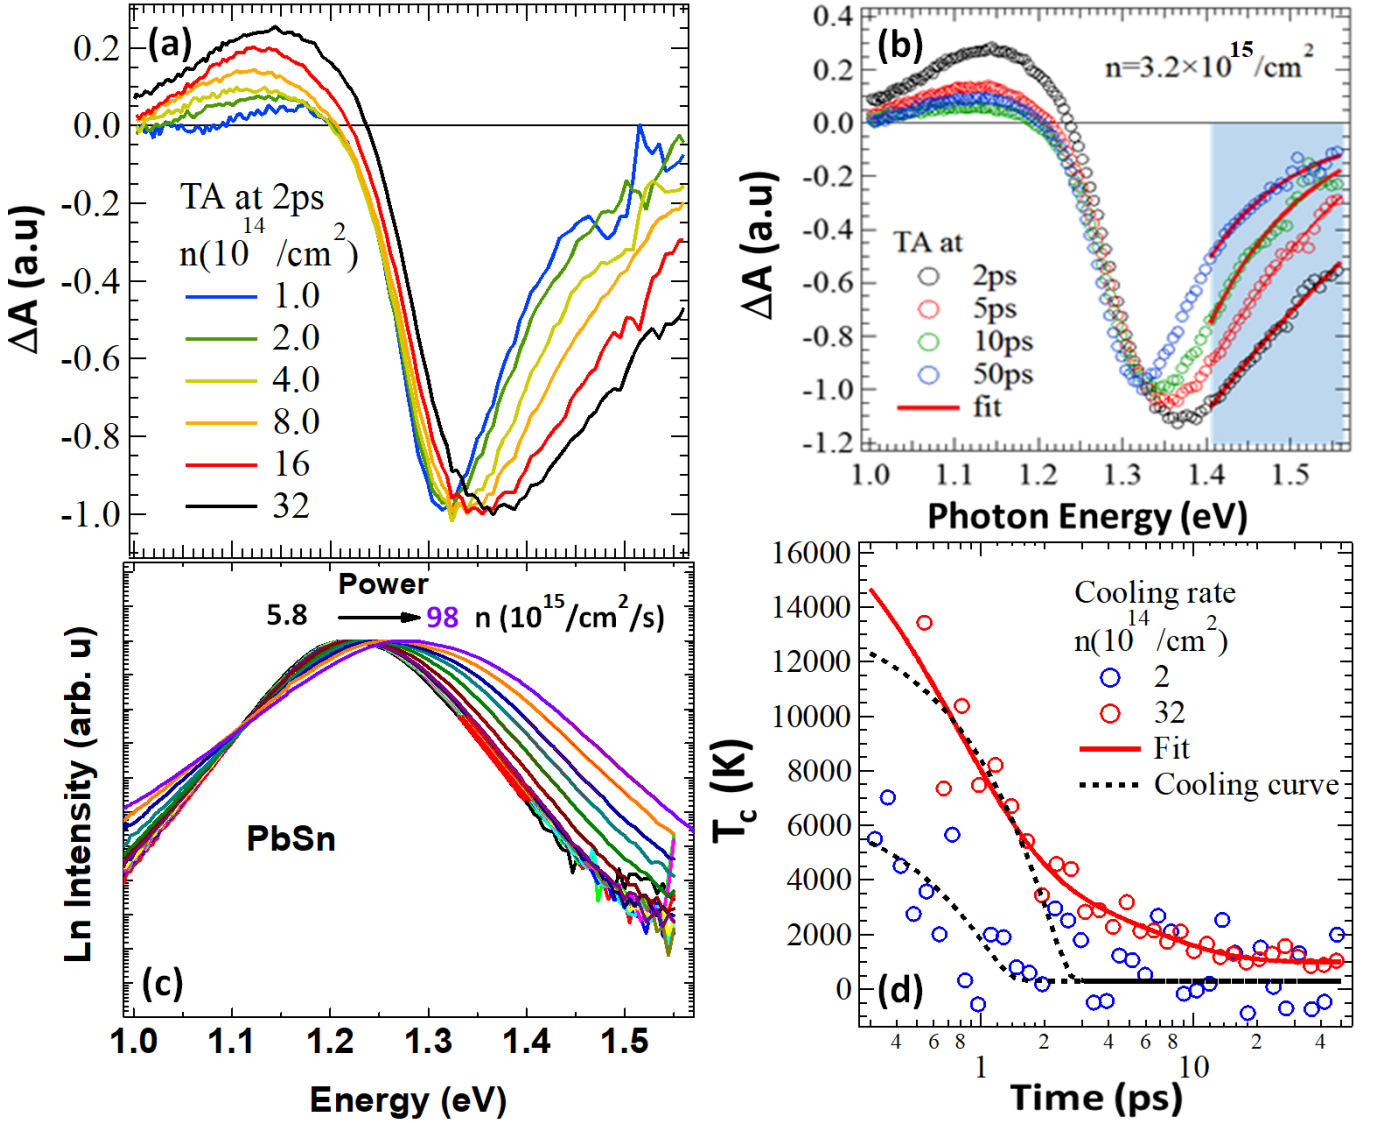 (a)
0.2
0.0
-0.2
-0.4
-0.6
-0.8
-1.0
ΔA (a.u)
TA at 2ps
n(10^14 /cm^2)
1.0
2.0
4.0
8.0
16
32
(b)
n=3.2×10^15/cm^2
0.4
0.2
0.0
-0.2
-0.4
-0.6
-0.8
-1.0
-1.2
ΔA (a.u)
TA at
2ps
5ps
10ps
50ps
fit
1.0 1.1 1.2 1.3 1.4 1.5
Photon Energy (eV)
Power
5.8 98 n (10^15/cm^2/s)
Ln Intensity (arb. u)
PbSn
(c)
1.0 1.1 1.2 1.3 1.4 1.5
Energy (eV)
16000
14000
12000
10000
8000
6000
4000
2000
0
T_c (K)
Cooling rate
n(10^14 /cm^2)
2
32
Fit
Cooling curve
(d)
4 6 8 2 4 6 8 2 4
1 10
Time (ps)